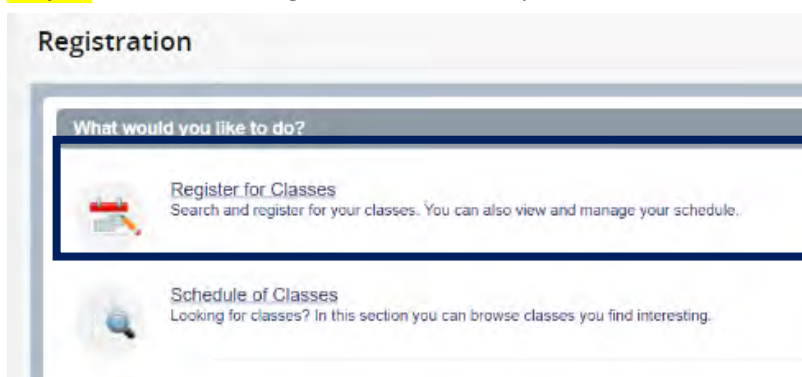 Registration
What would you like to do?
Register for Classes
Search and register for your classes. You can also view and manage your schedule.
Schedule of Classes
Looking for classes? In this section you can browse classes you find interesting.